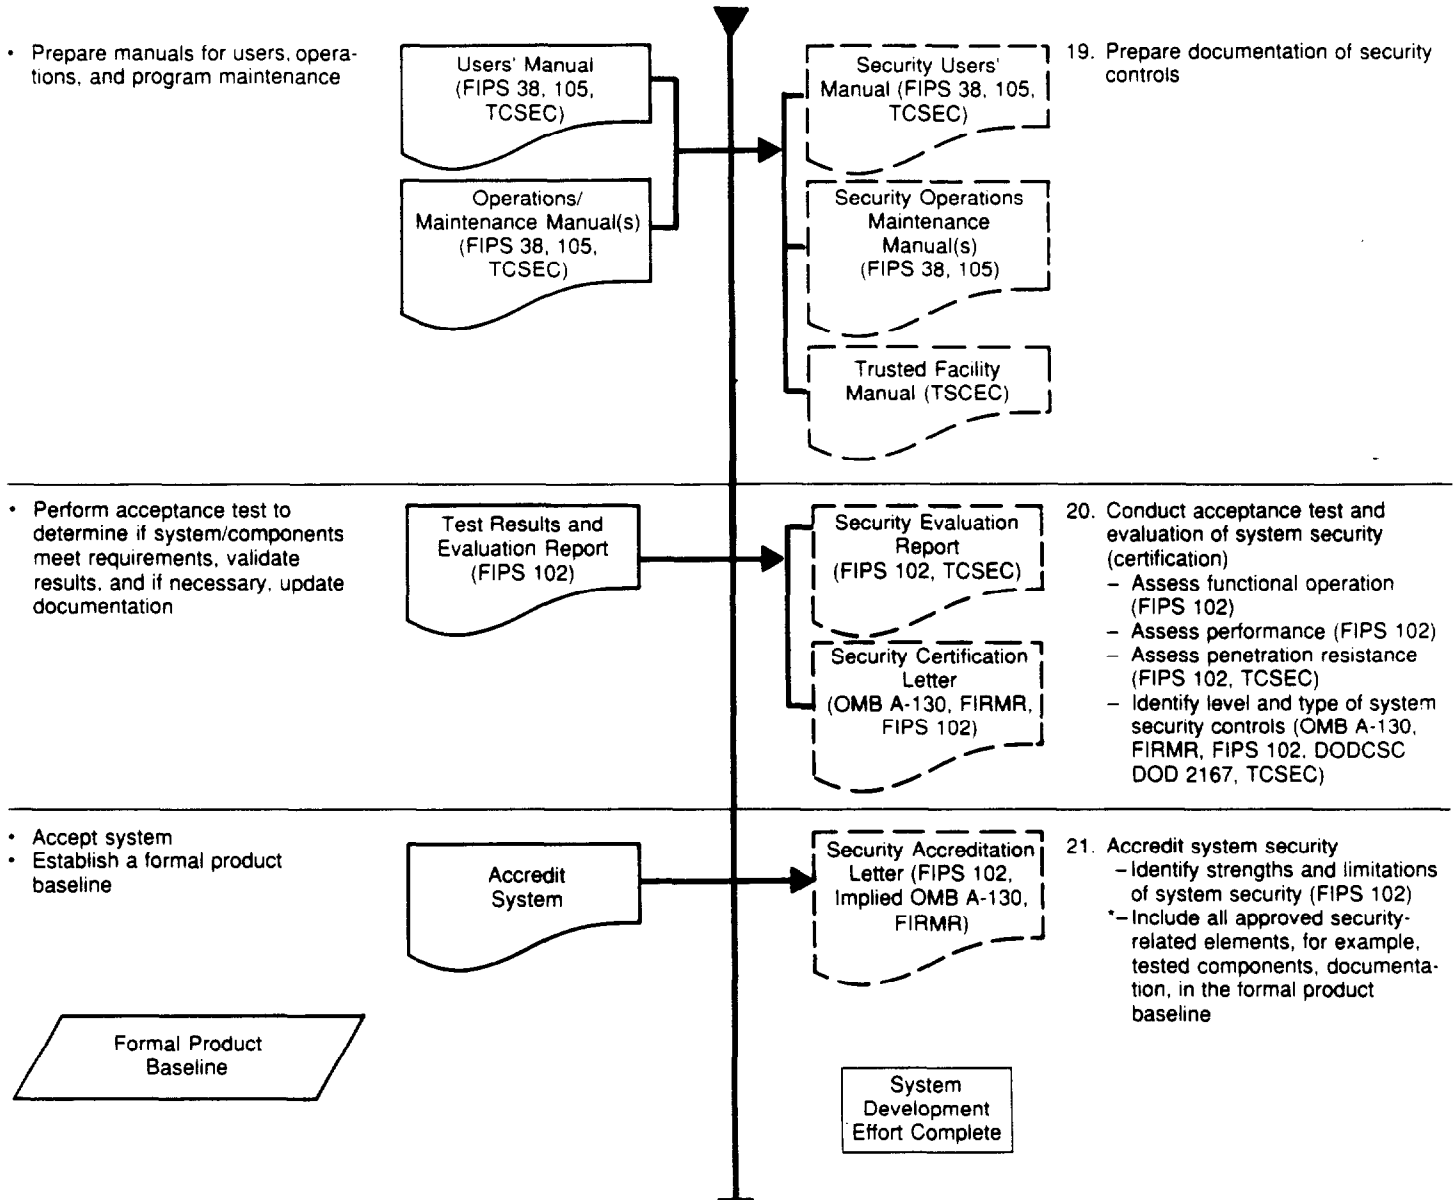 • Prepare manuals for users, opera-
tions, and program maintenance
Users' Manual
(FIPS 38, 105,
TCSEC)
Operations/
Maintenance Manual(s)
(FIPS 38, 105,
TCSEC)
Security Users'
Manual (FIPS 38, 105,
TCSEC)
Security Operations
Maintenance
Manual(s)
(FIPS 38, 105)
Trusted Facility
Manual (TSCEC)
19. Prepare documentation of security
controls
• Perform acceptance test to
determine if system/components
meet requirements, validate
results, and if necessary, update
documentation
Test Results and
Evaluation Report
(FIPS 102)
Security Evaluation
Report
(FIPS 102, TCSEC)
Security Certification
Letter
(OMB A-130, FIRMR,
FIPS 102)
20. Conduct acceptance test and
evaluation of system security
(certification)
– Assess functional operation
(FIPS 102)
– Assess performance (FIPS 102)
– Assess penetration resistance
(FIPS 102, TCSEC)
– Identify level and type of system
security controls (OMB A-130,
FIRMR, FIPS 102, DODCSC
DOD 2167, TCSEC)
• Accept system
• Establish a formal product
baseline
Accredit
System
Security Accreditation
Letter (FIPS 102,
Implied OMB A-130,
FIRMR)
21. Accredit system security
– Identify strengths and limitations
of system security (FIPS 102)
*– Include all approved security-
related elements, for example,
tested components, documenta-
tion, in the formal product
baseline
Formal Product
Baseline
System
Development
Effort Complete